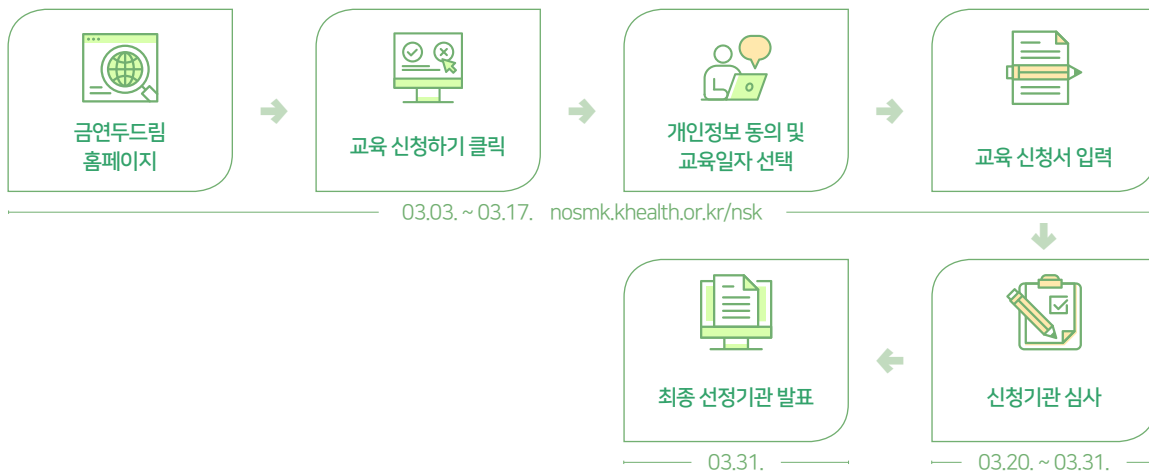 금연두드림
홈페이지
교육 신청하기 클릭
개인정보 동의 및
교육일자 선택
교육 신청서 입력
03.03. ~ 03.17. nosmk.khealth.or.kr/nsk
최종 선정기관 발표
신청기관 심사
03.31.
03.20. ~ 03.31.